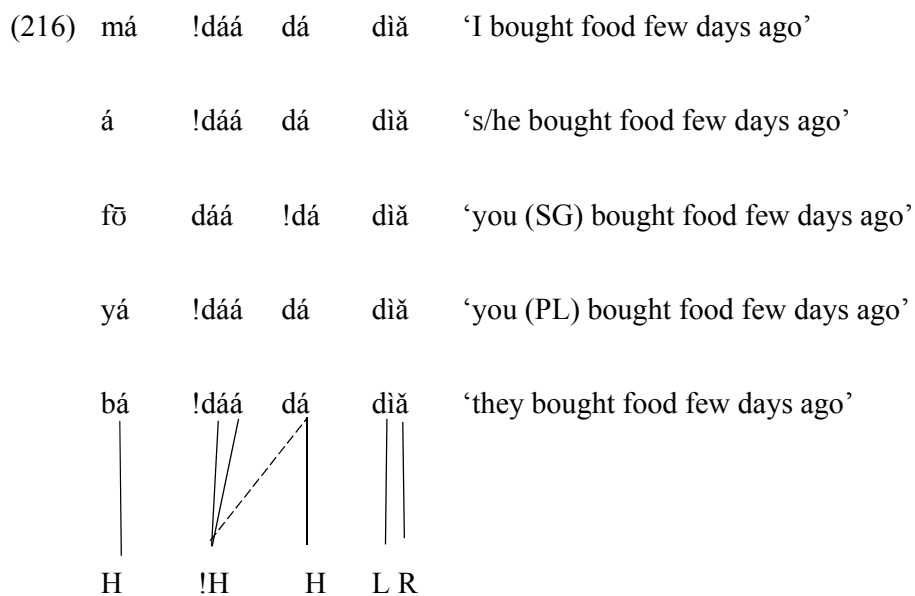 (216) má !dáá dá dìǎ ‘I bought food few days ago’
á !dáá dá dìǎ ‘s/he bought food few days ago’
fʊ̄ dáá !dá dìǎ ‘you (SG) bought food few days ago’
yá !dáá dá dìǎ ‘you (PL) bought food few days ago’
bá !dáá dá dìǎ ‘they bought food few days ago’
H !H H L R